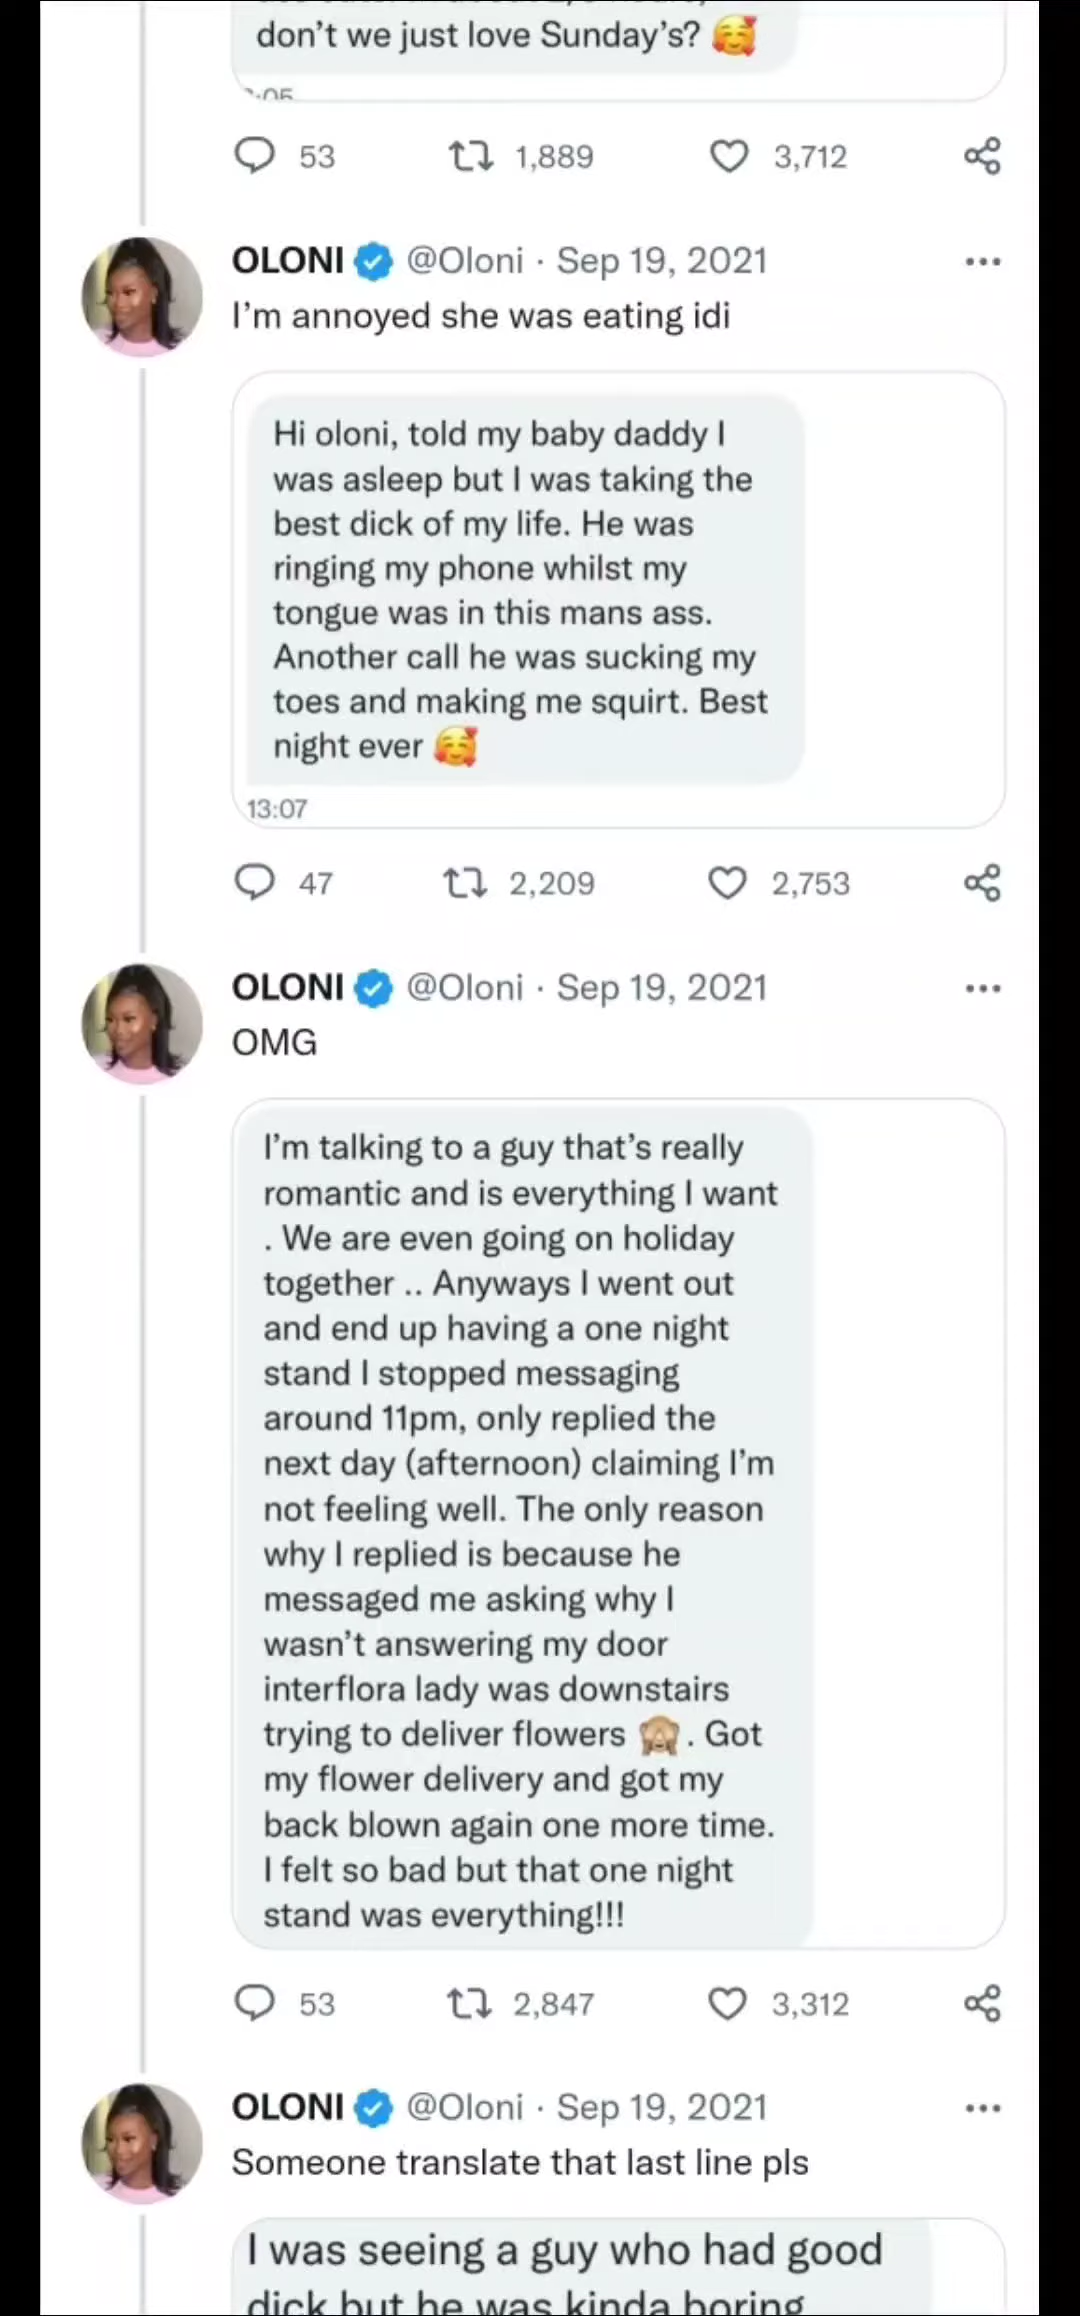 don't we just love Sunday's? 🥰
53 1,889 3,712
OLONI @Oloni · Sep 19, 2021
I'm annoyed she was eating idi
Hi oloni, told my baby daddy I
was asleep but I was taking the
best dick of my life. He was
ringing my phone whilst my
tongue was in this mans ass.
Another call he was sucking my
toes and making me squirt. Best
night ever 🥰
13:07
47 2,209 2,753
OLONI @Oloni · Sep 19, 2021
OMG
I'm talking to a guy that's really
romantic and is everything I want
. We are even going on holiday
together .. Anyways I went out
and end up having a one night
stand I stopped messaging
around 11pm, only replied the
next day (afternoon) claiming I'm
not feeling well. The only reason
why I replied is because he
messaged me asking why I
wasn't answering my door
interflora lady was downstairs
trying to deliver flowers 🙈. Got
my flower delivery and got my
back blown again one more time.
I felt so bad but that one night
stand was everything!!!
53 2,847 3,312
OLONI @Oloni · Sep 19, 2021
Someone translate that last line pls
I was seeing a guy who had good
dick but he was kinda boring